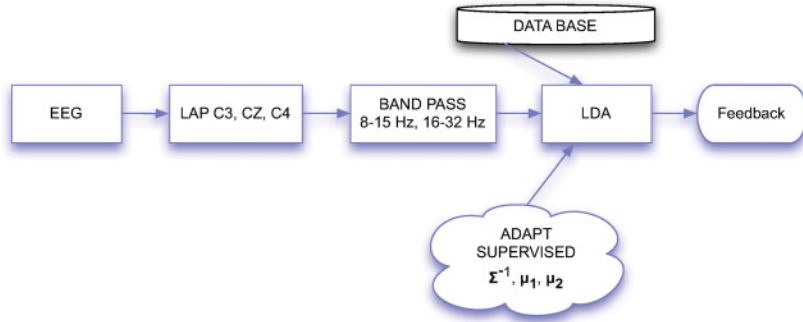 DATA BASE
EEG
LAP C3, CZ, C4
BAND PASS
8-15 Hz, 16-32 Hz
LDA
Feedback
ADAPT
SUPERVISED
Σ⁻¹, μ₁, μ₂